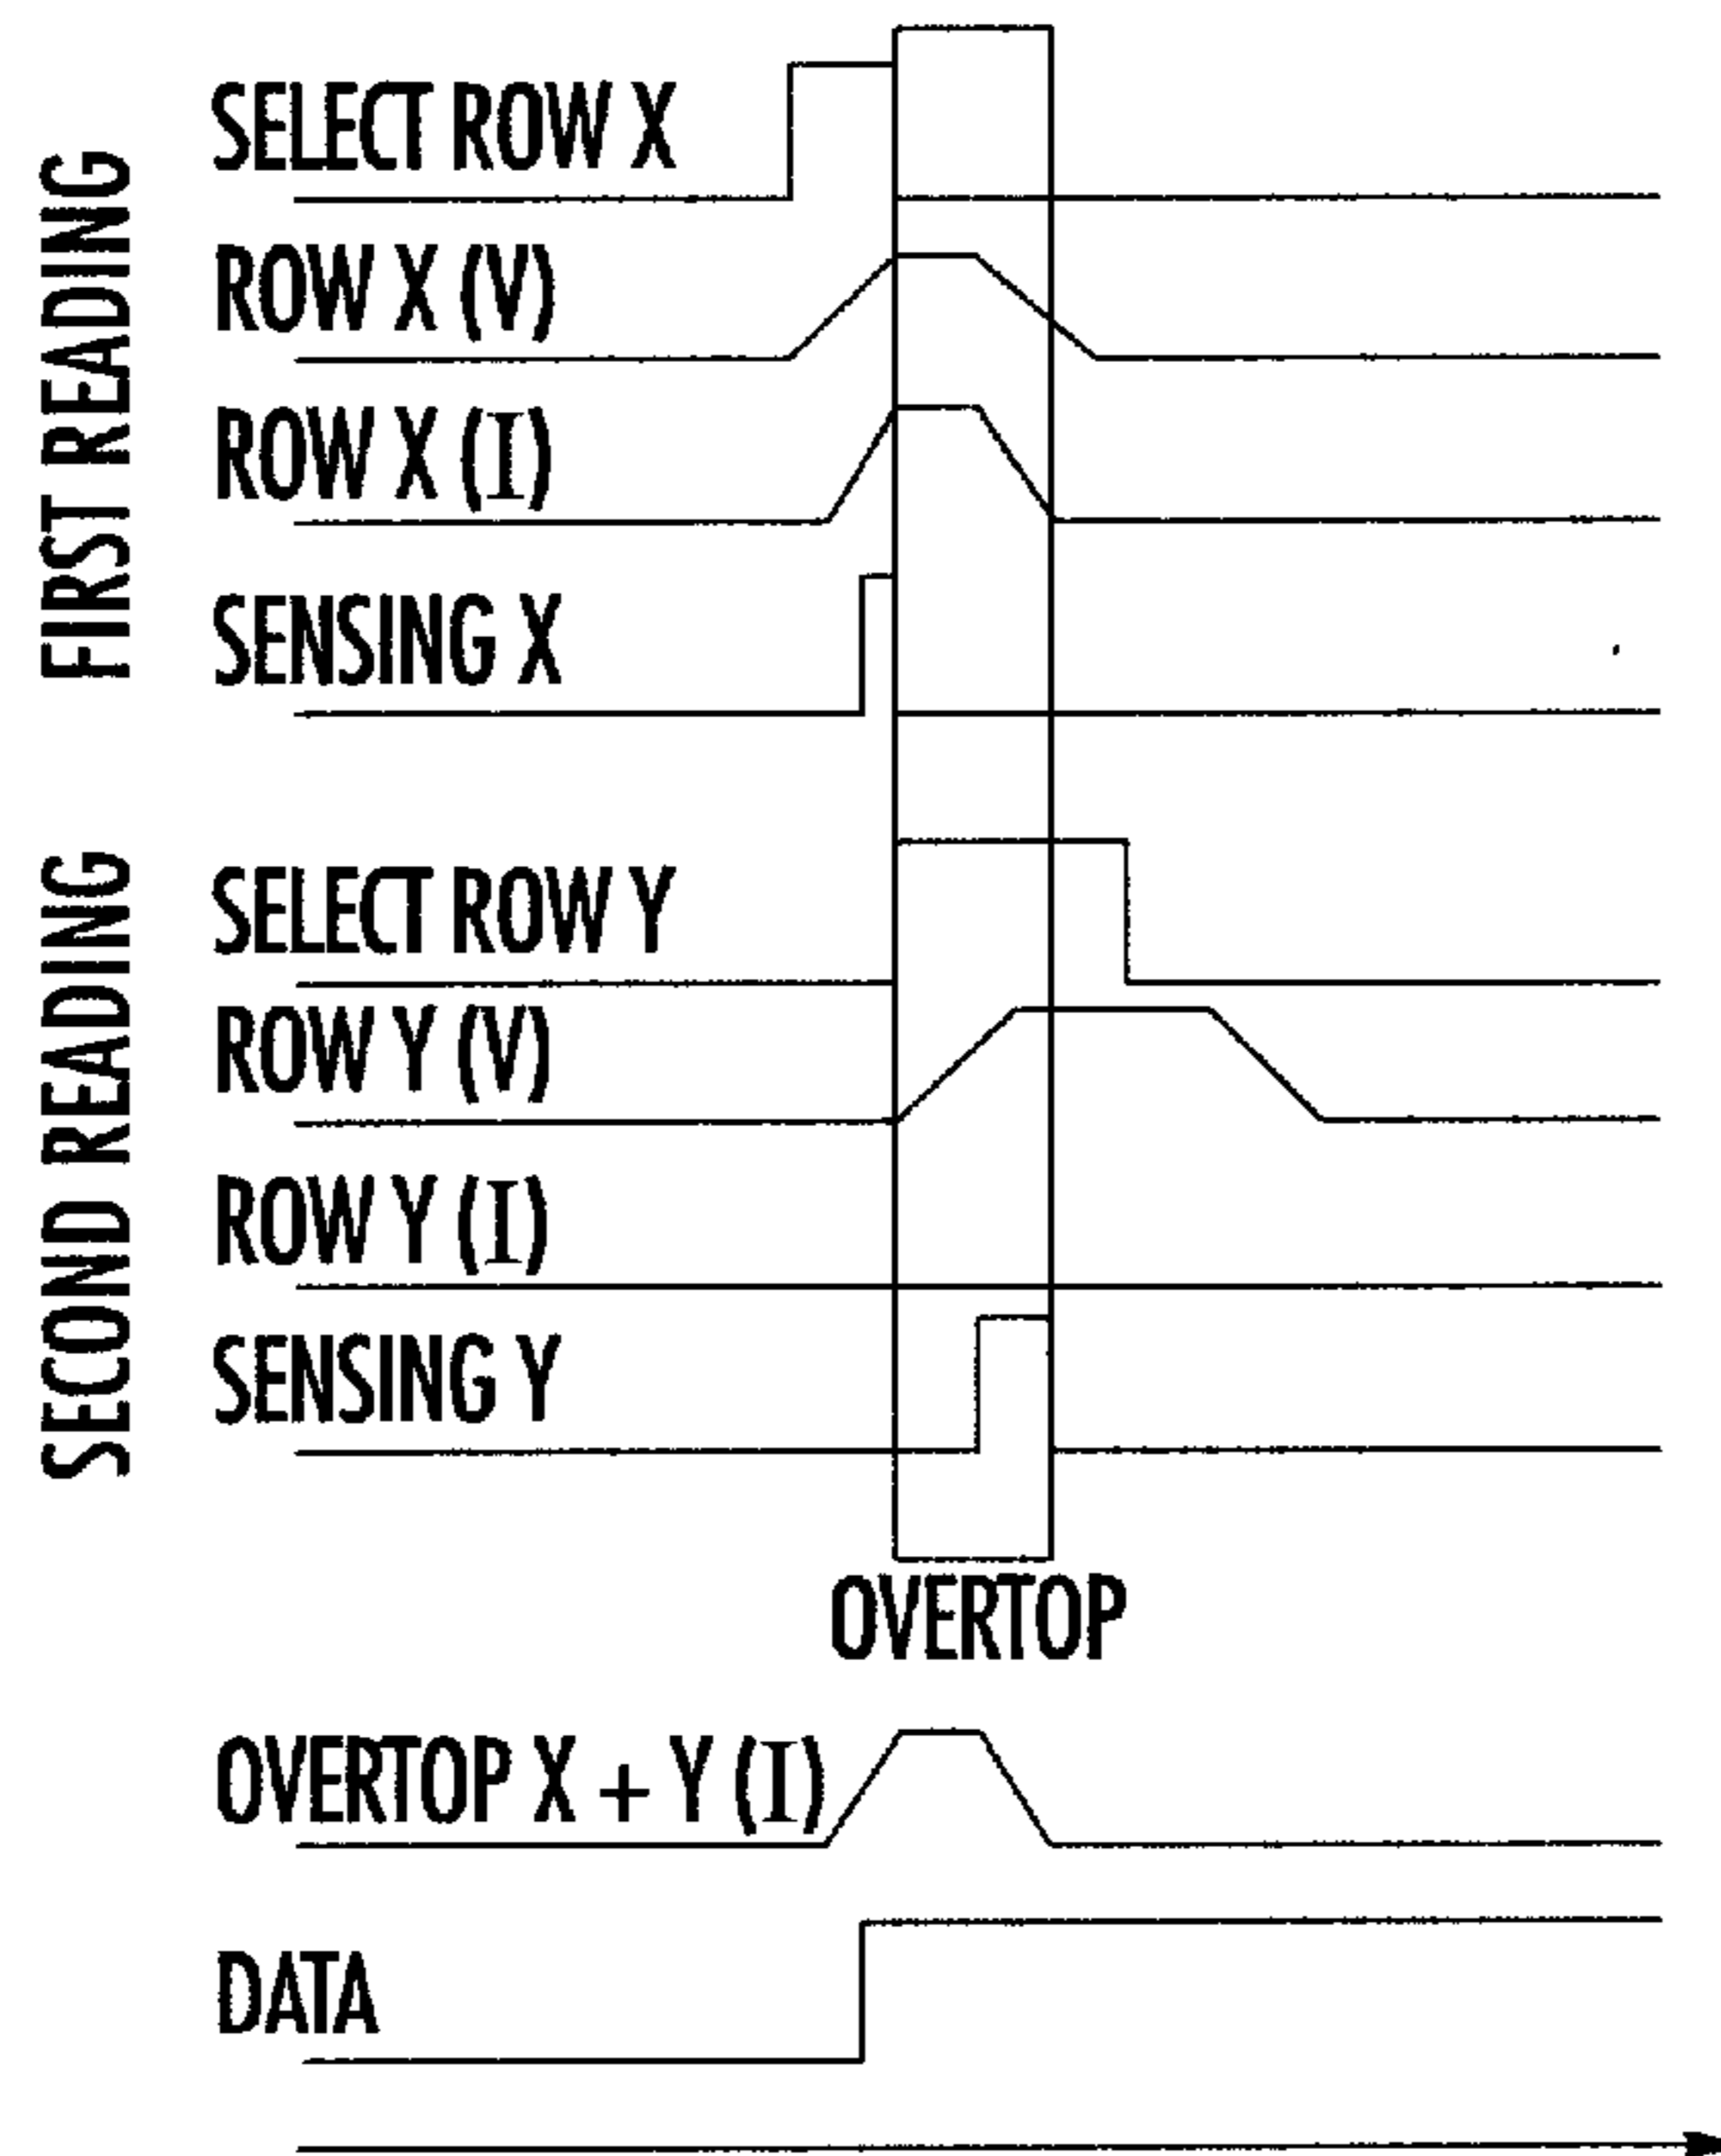 FIRST READING
SELECT ROW X
ROW X (V)
ROW X (I)
SENSING X
SECOND READING
SELECT ROW Y
ROW Y (V)
ROW Y (I)
SENSING Y
OVERTOP
OVERTOP X + Y (I)
DATA